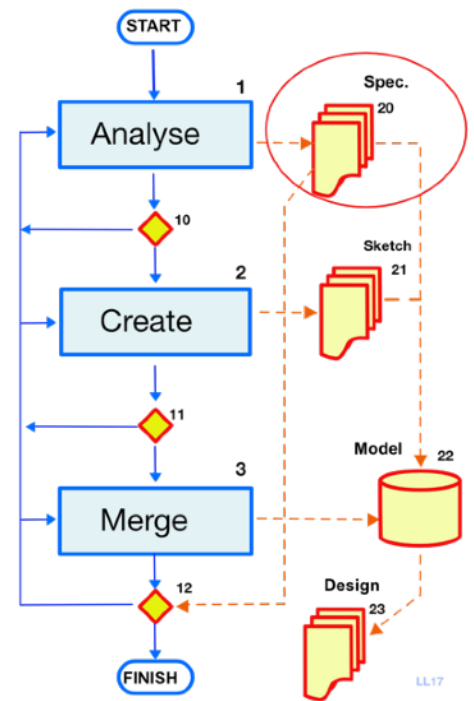 START
1
Spec.
20
Analyse
10
2
Sketch
21
Create
11
3
Model
22
Merge
12
Design
23
FINISH
LL17